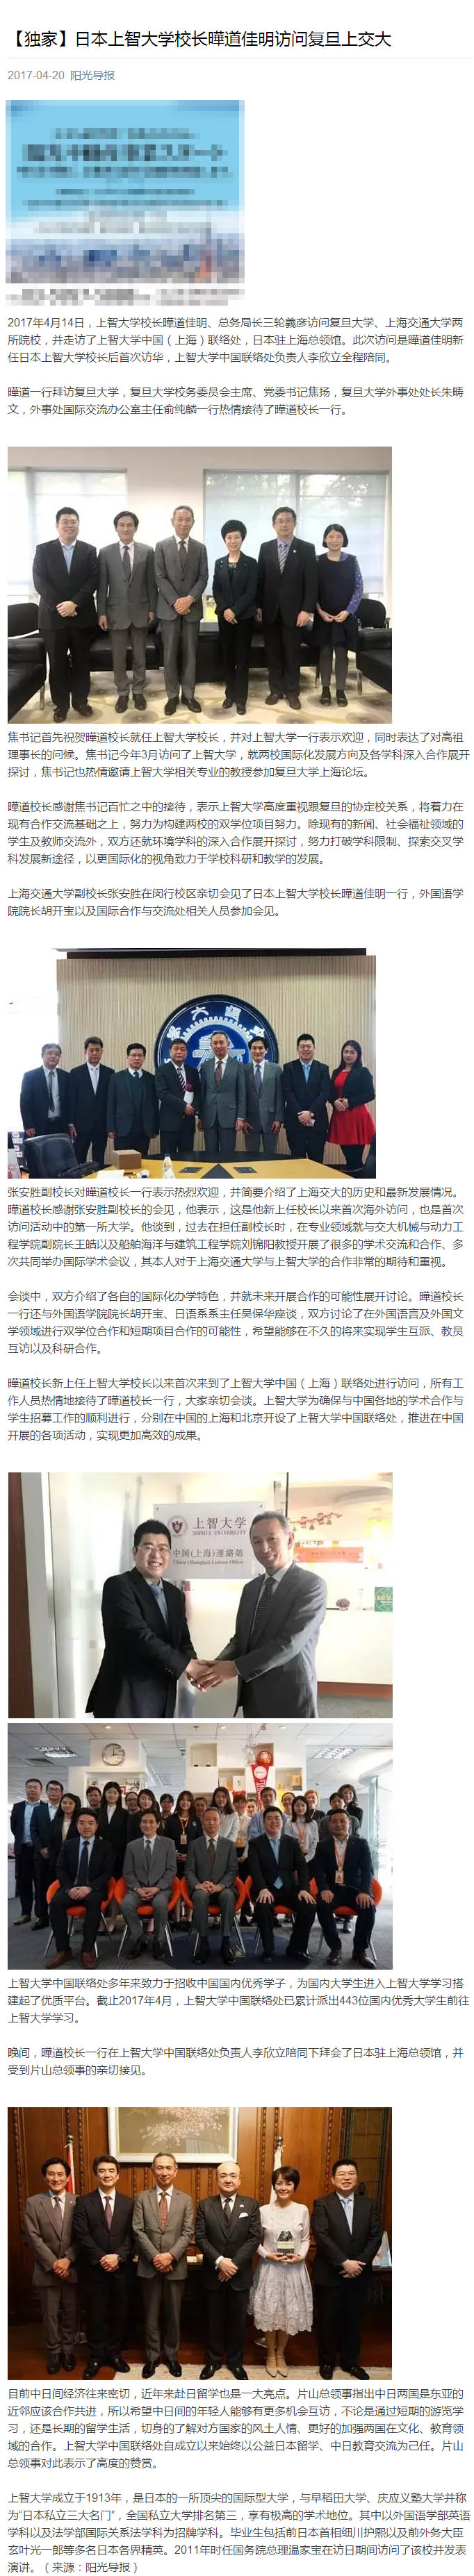 【独家】日本上智大学校长曄道佳明访问复旦上交大
2017-04-20 阳光导报
2017年4月14日，上智大学校长曄道佳明、总务局长三轮義彦访问复旦大学、上海交通大学两
所院校，并走访了上智大学中国（上海）联络处，日本驻上海总领馆。此次访问是曄道佳明新
任日本上智大学校长后首次访华，上智大学中国联络处负责人李欣立全程陪同。
曄道一行拜访复旦大学，复旦大学校务委员会主席、党委书记焦扬，复旦大学外事处处长朱畴
文，外事处国际交流办公室主任俞纯麟一行热情接待了曄道校长一行。
焦书记首先祝贺曄道校长就任上智大学校长，并对上智大学一行表示欢迎，同时表达了对高祖
理事长的问候。焦书记今年3月访问了上智大学，就两校国际化发展方向及各学科深入合作展开
探讨，焦书记也热情邀请上智大学相关专业的教授参加复旦大学上海论坛。
曄道校长感谢焦书记百忙之中的接待，表示上智大学高度重视跟复旦的协定校关系，将着力在
现有合作交流基础之上，努力为构建两校的双学位项目努力。除现有的新闻、社会福祉领域的
学生及教师交流外，双方还就环境学科的深入合作展开探讨，努力打破学科限制、探索交叉学
科发展新途径，以更国际化的视角致力于学校科研和教学的发展。
上海交通大学副校长张安胜在闵行校区亲切会见了日本上智大学校长曄道佳明一行，外国语学
院院长胡开宝以及国际合作与交流处相关人员参加会见。
张安胜副校长对曄道校长一行表示热烈欢迎，并简要介绍了上海交大的历史和最新发展情况。
曄道校长感谢张安胜副校长的会见，他表示，这是他新上任校长以来首次海外访问，也是首次
访问活动中的第一所大学。他谈到，过去在担任副校长时，在专业领域就与交大机械与动力工
程学院副院长王皓以及船舶海洋与建筑工程学院刘锦阳教授开展了很多的学术交流和合作、多
次共同举办国际学术会议，其本人对于上海交通大学与上智大学的合作非常的期待和重视。
会谈中，双方介绍了各自的国际化办学特色，并就未来开展合作的可能性展开讨论。曄道校长
一行还与外国语学院院长胡开宝、日语系系主任吴保华座谈，双方讨论了在外国语言及外国文
学领域进行双学位合作和短期项目合作的可能性，希望能够在不久的将来实现学生互派、教员
互访以及科研合作。
曄道校长新上任上智大学校长以来首次来到了上智大学中国（上海）联络处进行访问，所有工
作人员热情地接待了曄道校长一行，大家亲切会谈。上智大学为确保与中国各地的学术合作与
学生招募工作的顺利进行，分别在中国的上海和北京开设了上智大学中国联络处，推进在中国
开展的各项活动，实现更加高效的成果。
上智大学
SOPHIA UNIVERSITY
中国(上海)連絡処
China (Shanghai) Liaison Office
上智大学中国联络处多年来致力于招收中国国内优秀学子，为国内大学生进入上智大学学习搭
建起了优质平台。截止2017年4月，上智大学中国联络处已累计派出443位国内优秀大学生前往
上智大学学习。
晚间，曄道校长一行在上智大学中国联络处负责人李欣立陪同下拜会了日本驻上海总领馆，并
受到片山总领事的亲切接见。
目前中日间经济往来密切，近年来赴日留学也是一大亮点。片山总领事指出中日两国是东亚的
近邻应该合作共进，所以希望中日间的年轻人能够有更多机会互访，不论是通过短期的游览学
习，还是长期的留学生活，切身的了解对方国家的风土人情、更好的加强两国在文化、教育领
域的合作。上智大学中国联络处自成立以来始终以公益日本留学、中日教育交流为己任。片山
总领事对此表示了高度的赞赏。
上智大学成立于1913年，是日本的一所顶尖的国际型大学，与早稻田大学、庆应义塾大学并称
为“日本私立三大名门”，全国私立大学排名第三，享有极高的学术地位。其中以外国语学部英语
学科以及法学部国际关系法学科为招牌学科。毕业生包括前日本首相细川护熙以及前外务大臣
玄叶光一郎等多名日本各界精英。2011年时任国务院总理温家宝在访日期间访问了该校并发表
演讲。（来源：阳光导报）